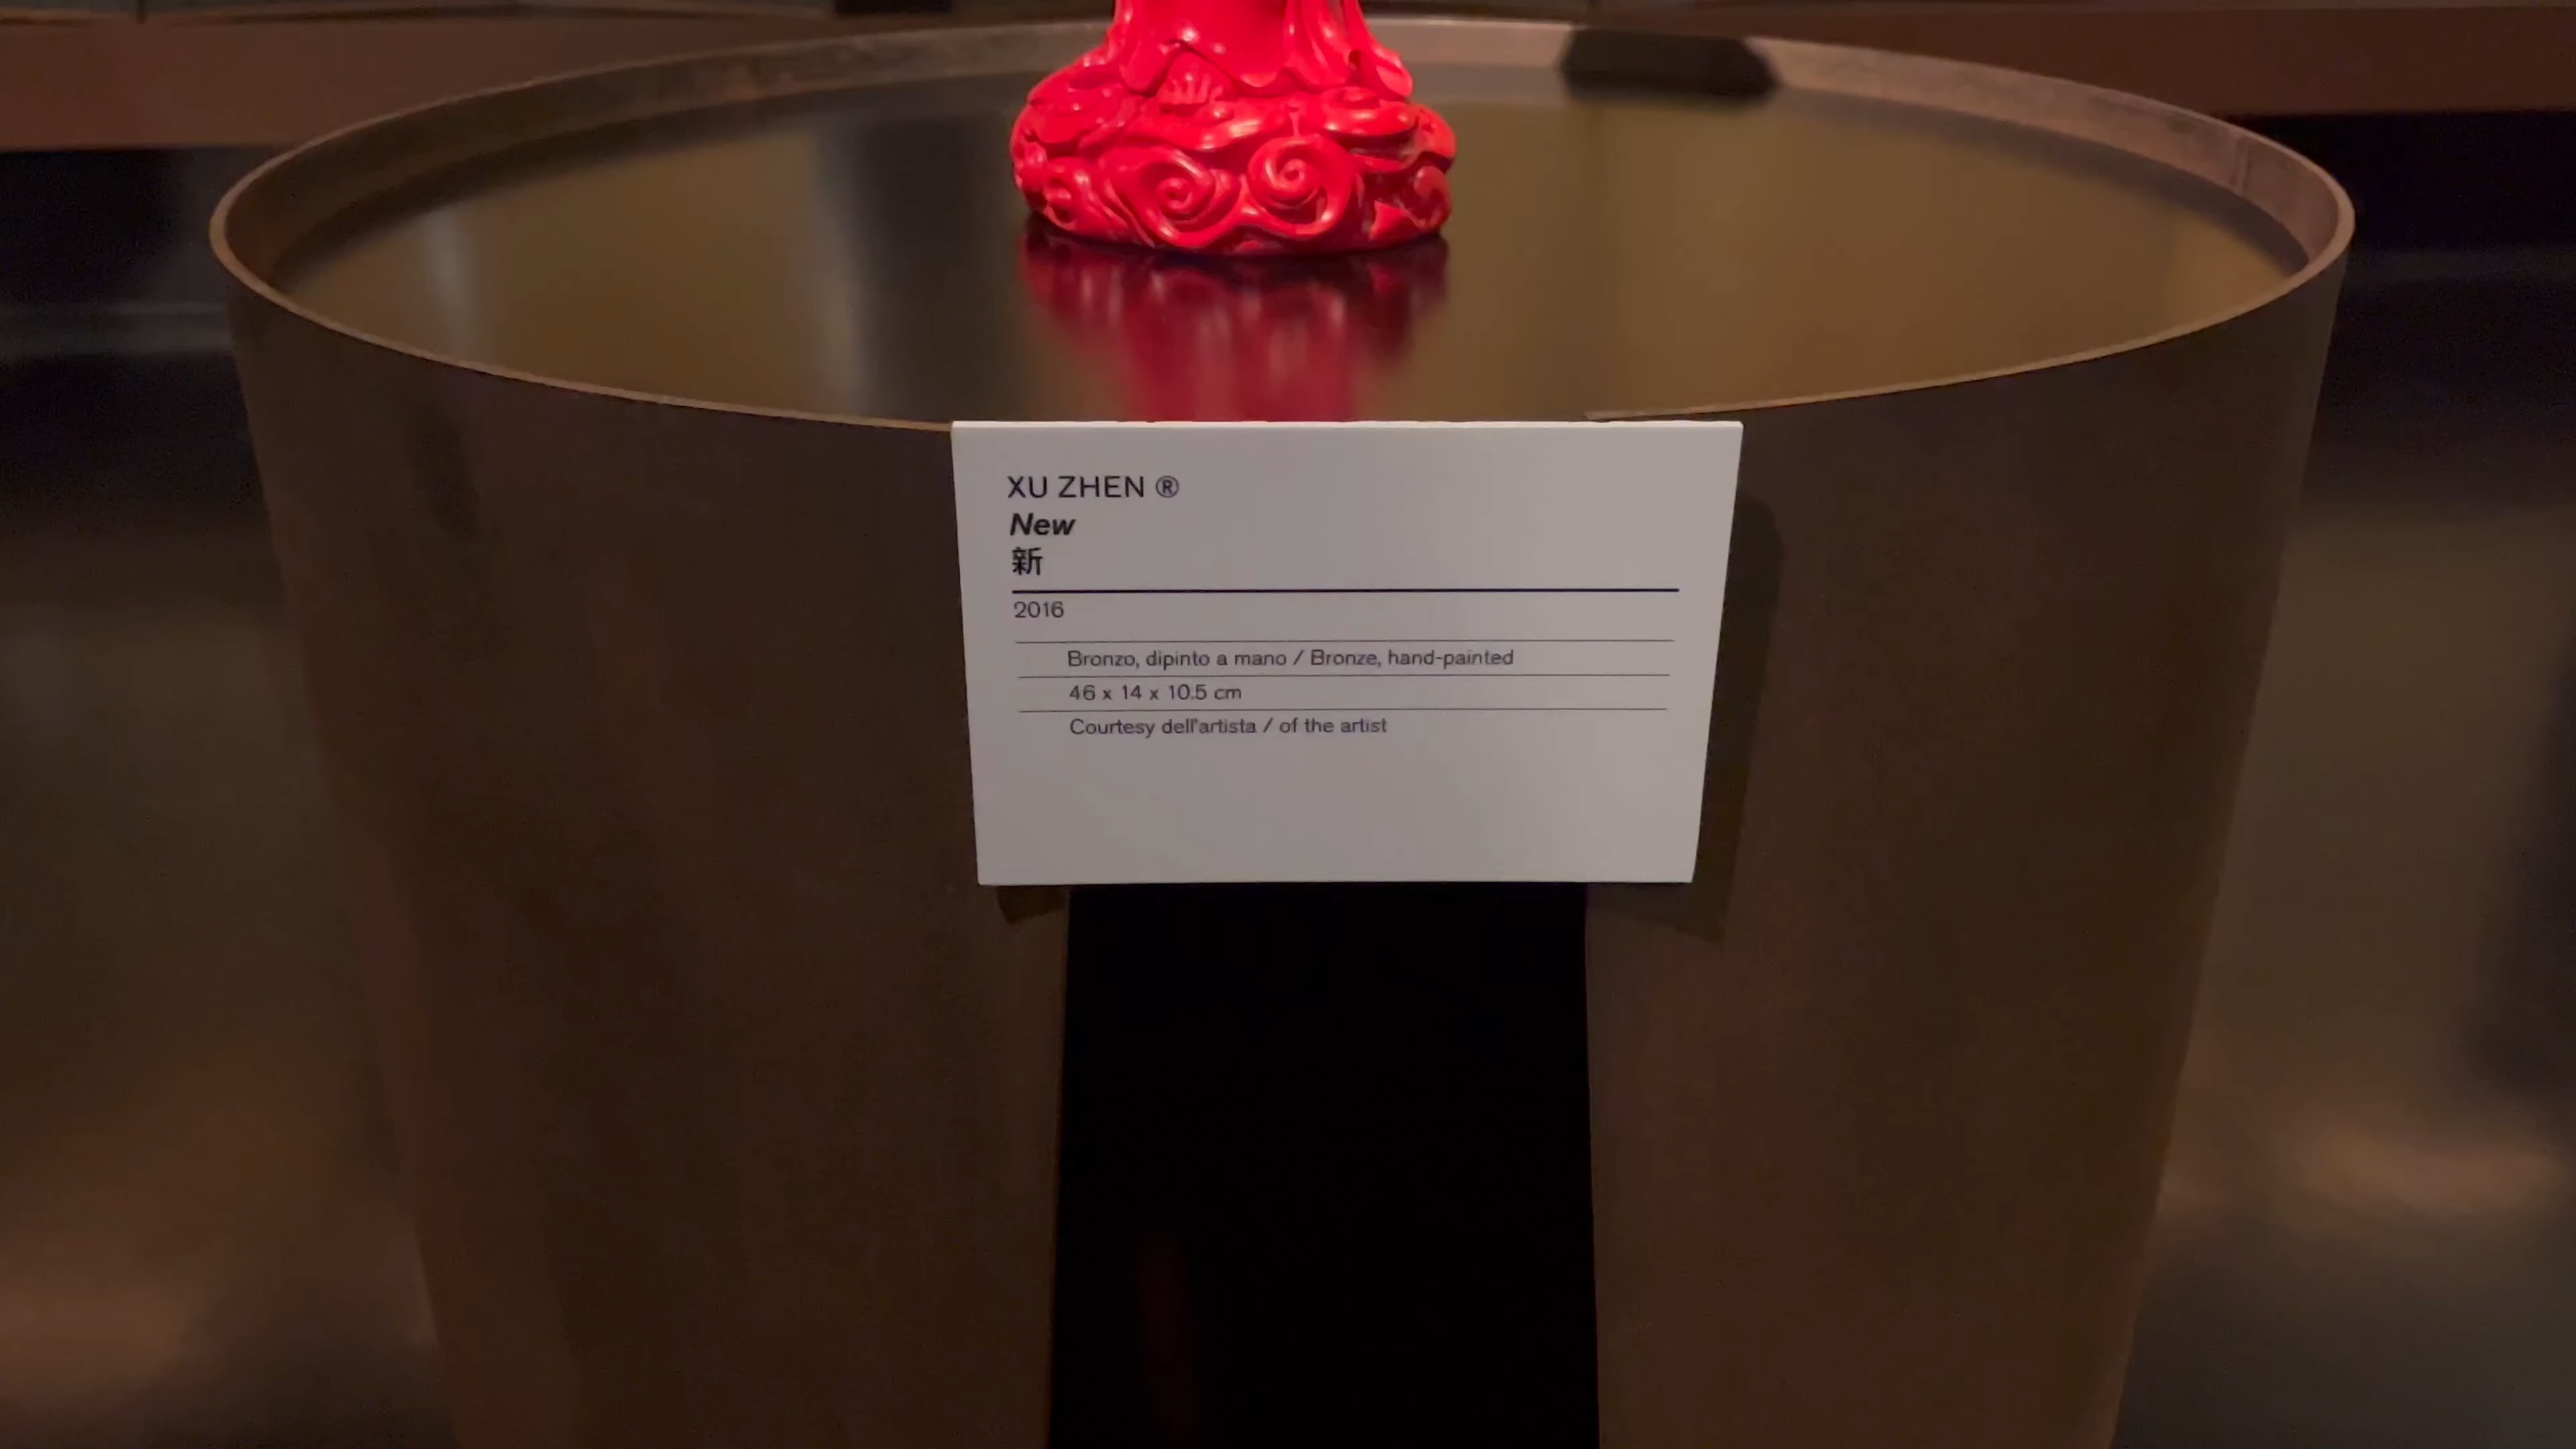 XU ZHEN ®
New
新
2016
Bronzo, dipinto a mano / Bronze, hand-painted
46 x 14 x 10.5 cm
Courtesy dell'artista / of the artist